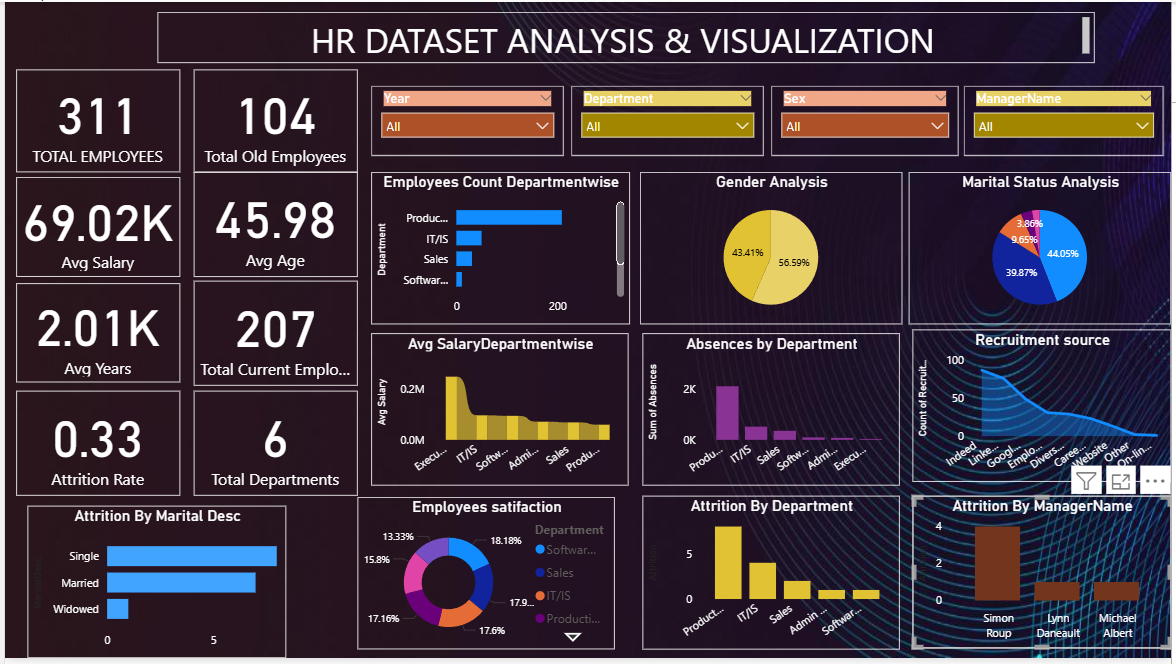 HR DATASET ANALYSIS & VISUALIZATION
311
TOTAL EMPLOYEES
104
Total Old Employees
69.02K
Avg Salary
45.98
Avg Age
2.01K
Avg Years
207
Total Current Emplo...
0.33
Attrition Rate
6
Total Departments
Year
All
Department
All
Sex
All
ManagerName
All
Employees Count Departmentwise
Department
Produc...
IT/IS
Sales
Softwar...
0
200
Gender Analysis
43.41%
56.59%
Marital Status Analysis
3.86%
9.65%
44.05%
39.87%
Avg SalaryDepartmentwise
Avg Salary
0.2M
0.0M
Execu...
IT/IS
Softw...
Admi...
Sales
Produ...
Absences by Department
Sum of Absences
2K
0K
Produ...
IT/IS
Sales
Softw...
Admi...
Execu...
Recruitment source
Count of Recruit...
100
50
0
Indeed
Linke...
Googl...
Emplo...
Divers...
Caree...
Website
Other
On-lin...
Attrition By Marital Desc
Single
Married
Widowed
0
5
Employees satifaction
13.33%
18.18%
15.8%
17.9...
17.16%
17.6%
Department
Softwar...
Sales
IT/IS
Producti...
Attrition By Department
Attrition
5
0
Product...
IT/IS
Sales
Admin ...
Softwar...
Attrition By ManagerName
4
2
0
Simon
Roup
Lynn
Daneault
Michael
Albert